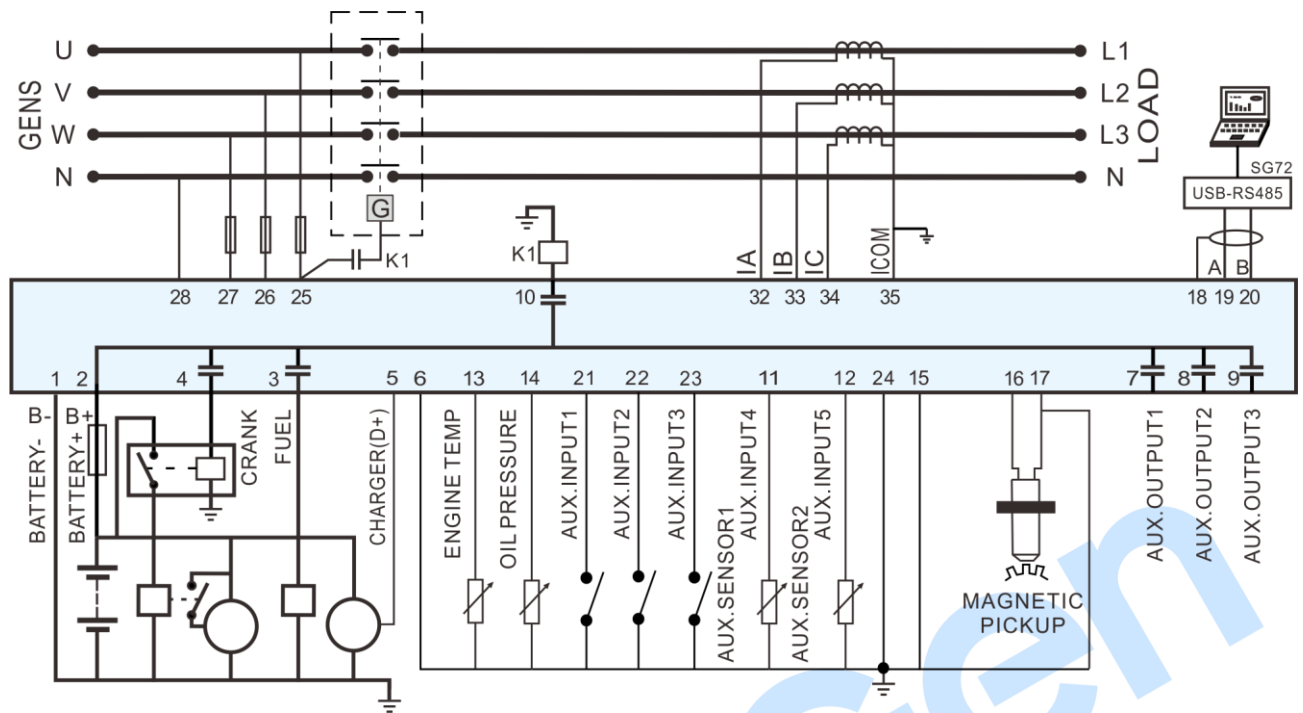 GENS
U
V
W
N
L1
L2
L3
N
LOAD
G
K1
K1
IA
IB
IC
ICOM
SG72
USB-RS485
A B
28 27 26 25 10 32 33 34 35 18 19 20
1 2 4 3 5 6 13 14 21 22 23 11 12 24 15 16 17 7 8 9
B- B+
BATTERY-
BATTERY+
CRANK
FUEL
CHARGER(D+)
ENGINE TEMP
OIL PRESSURE
AUX.INPUT1
AUX.INPUT2
AUX.INPUT3
AUX.SENSOR1
AUX.INPUT4
AUX.SENSOR2
AUX.INPUT5
MAGNETIC
PICKUP
AUX.OUTPUT1
AUX.OUTPUT2
AUX.OUTPUT3
Gen